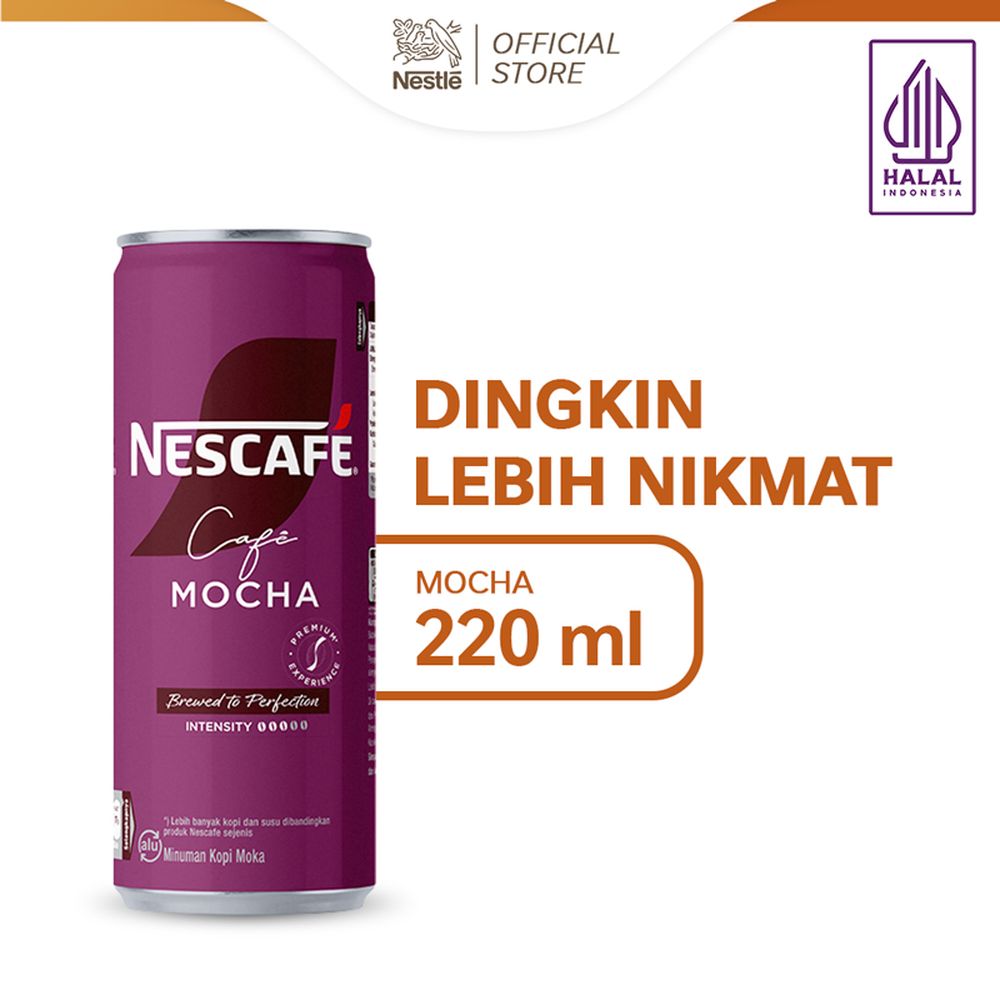 Nestlé
OFFICIAL
STORE
HALAL
INDONESIA
DINGKIN
LEBIH NIKMAT
MOCHA
220 ml
NESCAFÉ
Café
MOCHA
PREMIUM*
EXPERIENCE
Brewed to Perfection
INTENSITY
*) Lebih banyak kopi dan susu dibandingkan
produk Nescafe sejenis
alu
Minuman Kopi Moka